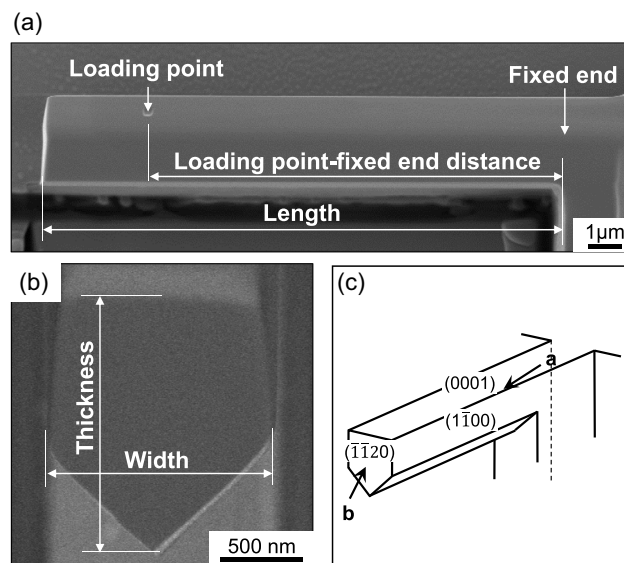 (a)
Loading point
Fixed end
Loading point-fixed end distance
Length
1μm
(b)
Thickness
Width
500 nm
(c)
(0001)
a
(11̅00)
(1̅1̅20)
b